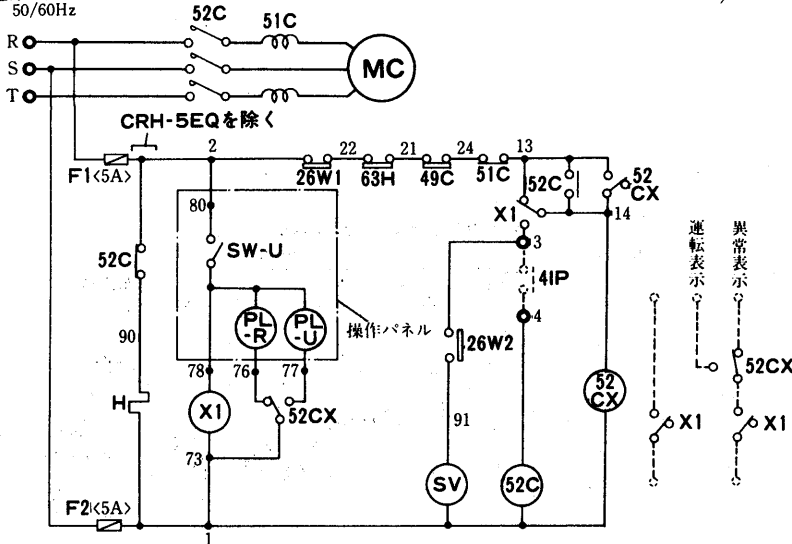 50/60Hz
52C
51C
R
S
T
MC
CRH-5EQを除く
2
22
21
24
13
F1<5A>
26W1
63H
49C
51C
52C
52
CX
X1
14
80
3
SW-U
52C
41P
PL
-R
PL
-U
操作パネル
4
26W2
90
78
76
77
H
X1
52CX
91
52
CX
73
SV
52C
F2<5A>
1
運転表示
異常表示
52CX
X1
X1